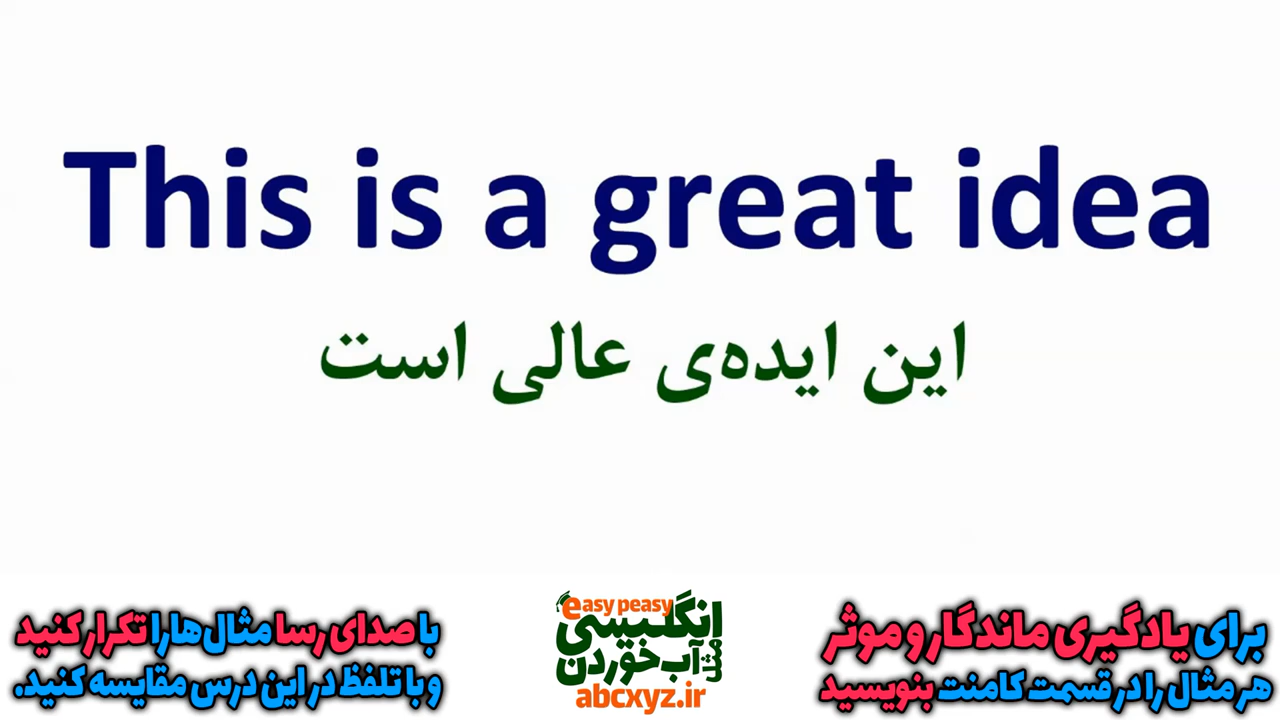 This is a great idea
این ایده‌ی عالی است
برای یادگیری ماندگار و موثر
هر مثال را در قسمت کامنت بنویسید
easy peasy
انگلیسی
مثل
آب خوردن
abcxyz.ir
با صدای رسا مثال‌ها را تکرار کنید
و با تلفظ در این درس مقایسه کنید.